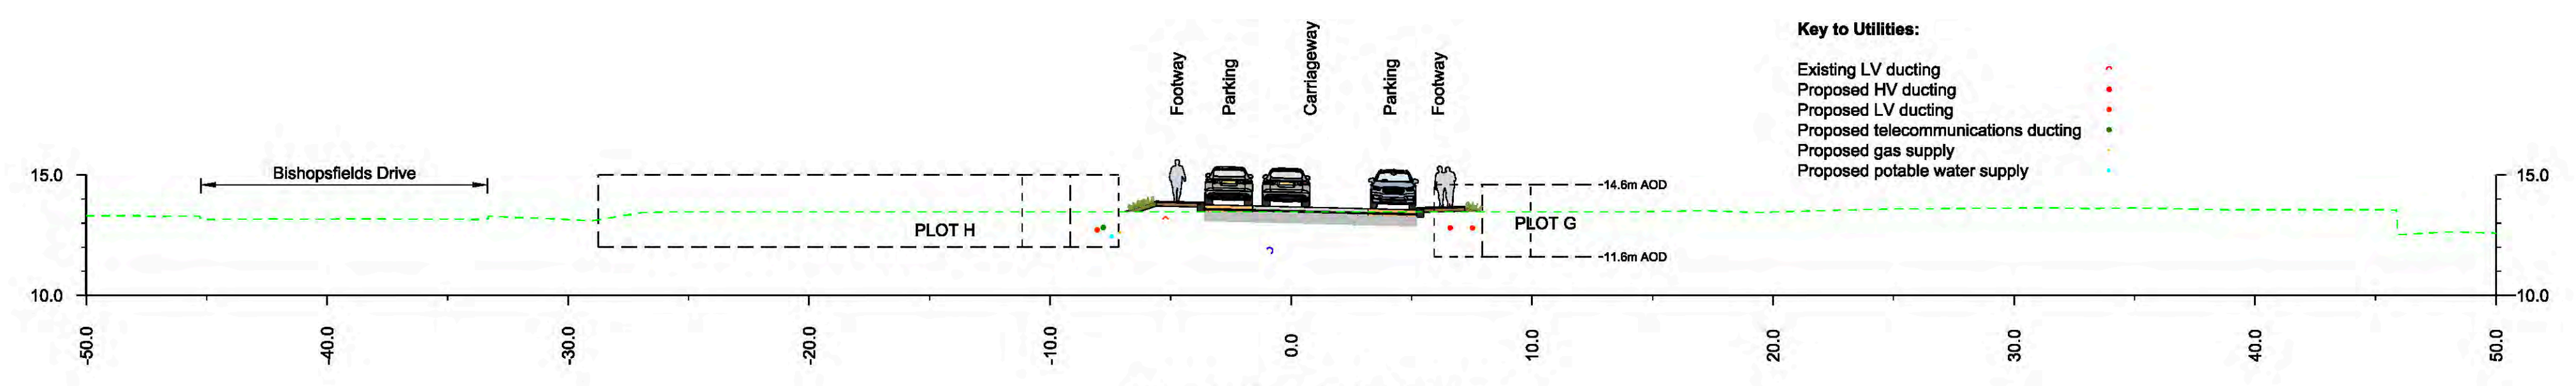 Footway
Parking
Carriageway
Parking
Footway
Key to Utilities:
Existing LV ducting
Proposed HV ducting
Proposed LV ducting
Proposed telecommunications ducting
Proposed gas supply
Proposed potable water supply
15.0
Bishopsfields Drive
14.6m AOD
15.0
PLOT H
PLOT G
11.6m AOD
10.0
10.0
-50.0
-40.0
-30.0
-20.0
-10.0
0.0
10.0
20.0
30.0
40.0
50.0